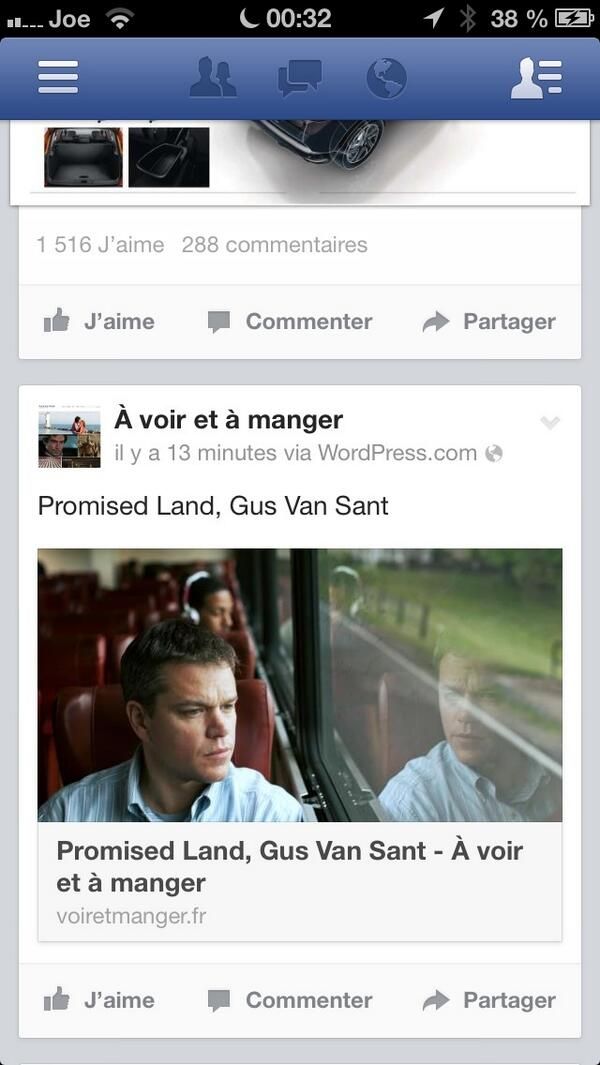 Joe 00:32 38 %
1 516 J’aime 288 commentaires
J’aime Commenter Partager
À voir et à manger
il y a 13 minutes via WordPress.com
Promised Land, Gus Van Sant
Promised Land, Gus Van Sant - À voir
et à manger
voiretmanger.fr
J’aime Commenter Partager